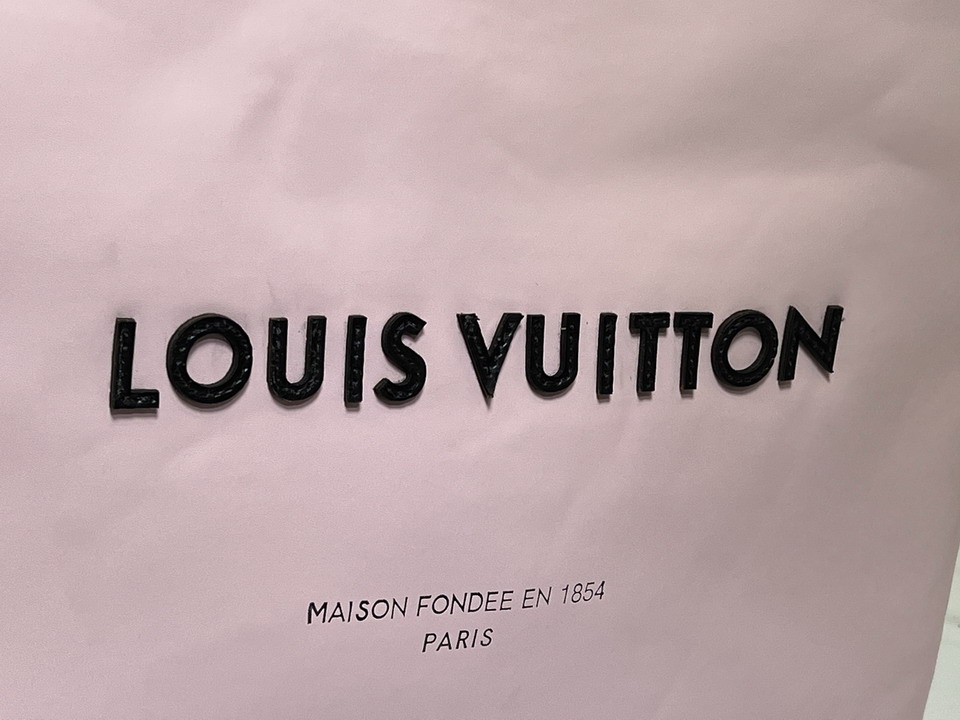 LOUIS VUITTON
MAISON FONDEE EN 1854
PARIS